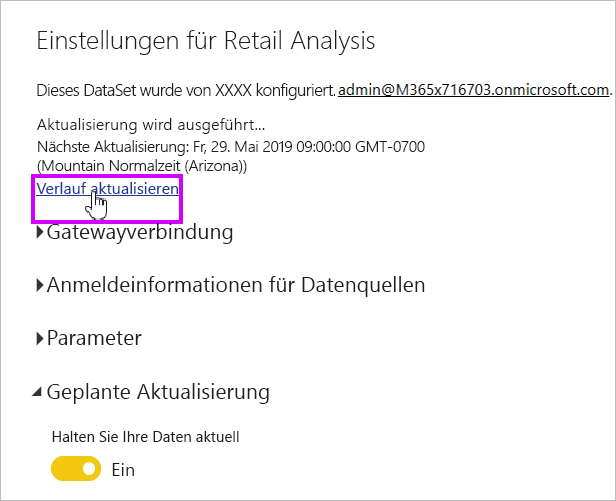 Einstellungen für Retail Analysis
Dieses DataSet wurde von XXXX konfiguriert. admin@M365x716703.onmicrosoft.com.
Aktualisierung wird ausgeführt...
Nächste Aktualisierung: Fr, 29. Mai 2019 09:00:00 GMT-0700
(Mountain Normalzeit (Arizona))
Verlauf aktualisieren
Gatewayverbindung
Anmeldeinformationen für Datenquellen
Parameter
Geplante Aktualisierung
Halten Sie Ihre Daten aktuell
Ein